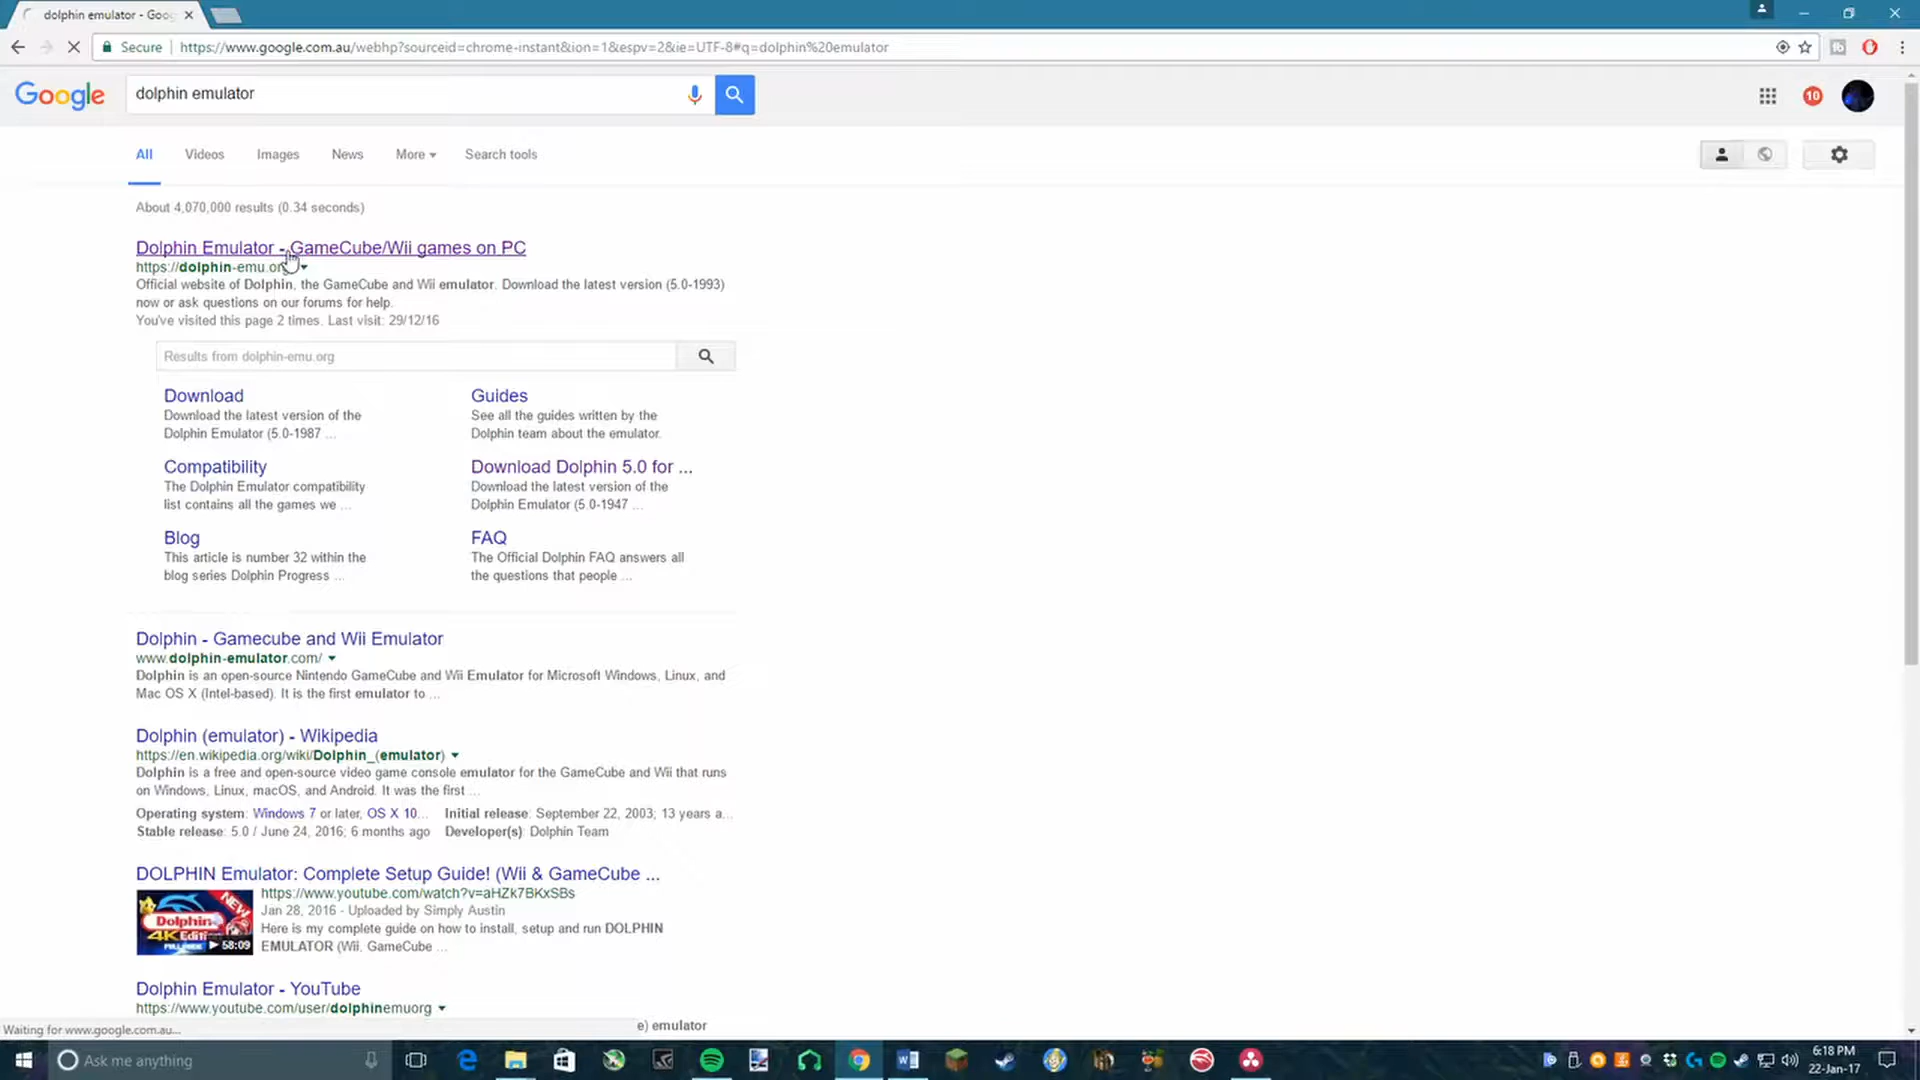 dolphin emulator - Goog
Secure https://www.google.com.au/webhp?sourceid=chrome-instant&ion=1&espv=2&ie=UTF-8#q=dolphin%20emulator
Google dolphin emulator 10
All Videos Images News More Search tools
About 4,070,000 results (0.34 seconds)
Dolphin Emulator - GameCube/Wii games on PC
https://dolphin-emu.org
Official website of Dolphin, the GameCube and Wii emulator. Download the latest version (5.0-1993)
now or ask questions on our forums for help.
You've visited this page 2 times. Last visit: 29/12/16
Results from dolphin-emu.org
Download
Download the latest version of the
Dolphin Emulator (5.0-1987 ...
Guides
See all the guides written by the
Dolphin team about the emulator.
Compatibility
The Dolphin Emulator compatibility
list contains all the games we ...
Download Dolphin 5.0 for ...
Download the latest version of the
Dolphin Emulator (5.0-1947 ...
Blog
This article is number 32 within the
blog series Dolphin Progress ...
FAQ
The Official Dolphin FAQ answers all
the questions that people ...
Dolphin - Gamecube and Wii Emulator
www.dolphin-emulator.com/
Dolphin is an open-source Nintendo GameCube and Wii Emulator for Microsoft Windows, Linux, and
Mac OS X (Intel-based). It is the first emulator to ...
Dolphin (emulator) - Wikipedia
https://en.wikipedia.org/wiki/Dolphin_(emulator)
Dolphin is a free and open-source video game console emulator for the GameCube and Wii that runs
on Windows, Linux, macOS, and Android. It was the first ...
Operating system: Windows 7 or later, OS X 10... Initial release: September 22, 2003; 13 years a...
Stable release: 5.0 / June 24, 2016; 6 months ago Developer(s): Dolphin Team
DOLPHIN Emulator: Complete Setup Guide! (Wii & GameCube ...
https://www.youtube.com/watch?v=aHZk7BKxSBs
Jan 28, 2016 - Uploaded by Simply Austin
Here is my complete guide on how to install, setup and run DOLPHIN
EMULATOR (Wii, GameCube ...
NEW
Dolphin
4K Edition
58:09
Dolphin Emulator - YouTube
https://www.youtube.com/user/dolphinemuorg
e) emulator
Waiting for www.google.com.au...
Ask me anything
6:18 PM
22-Jan-17